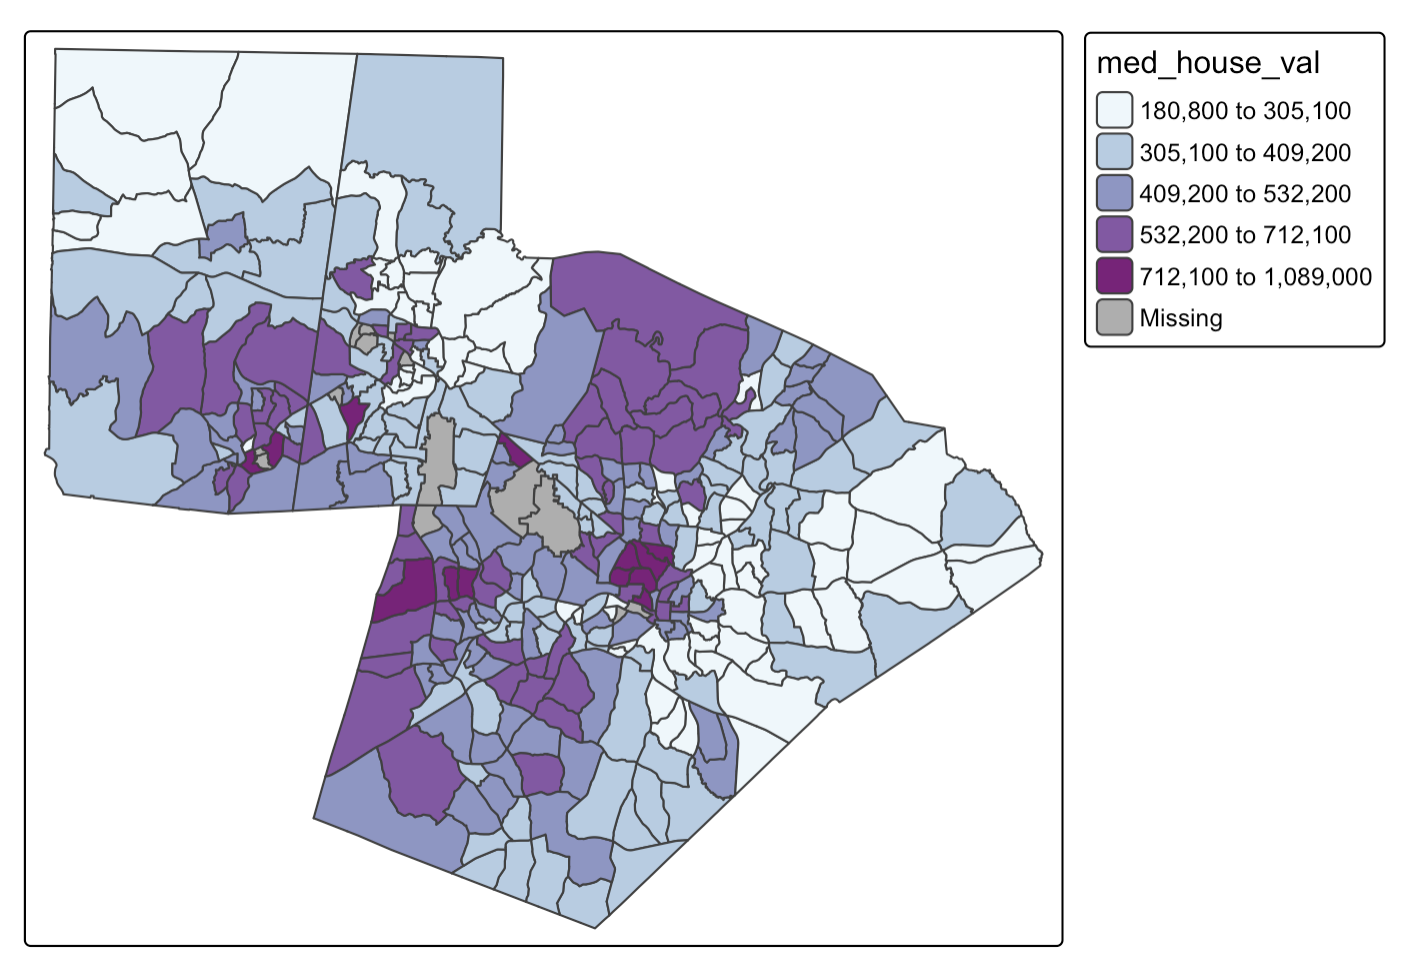 med_house_val
180,800 to 305,100
305,100 to 409,200
409,200 to 532,200
532,200 to 712,100
712,100 to 1,089,000
Missing